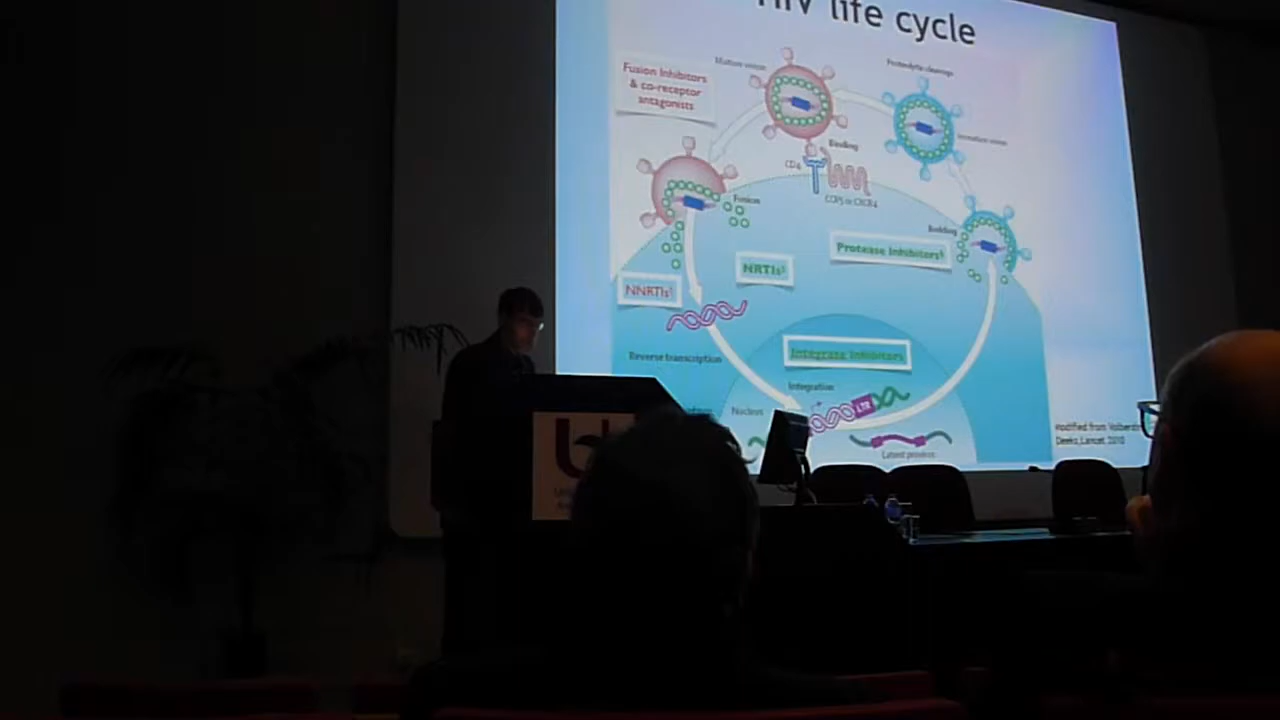 HIV life cycle
Mature virion
Proteolytic cleavage
Fusion Inhibitors
& co-receptor
antagonists
Immature virion
Binding
CD4
CCR5 or CXCR4
Fusion
Budding
Protease Inhibitors§
NRTIs
NNRTIs
Reverse transcription
Integrase Inhibitors
Integration
LTR
Nucleus
Latent provirus
Modified from
Deeks, Lancet, 2010
U